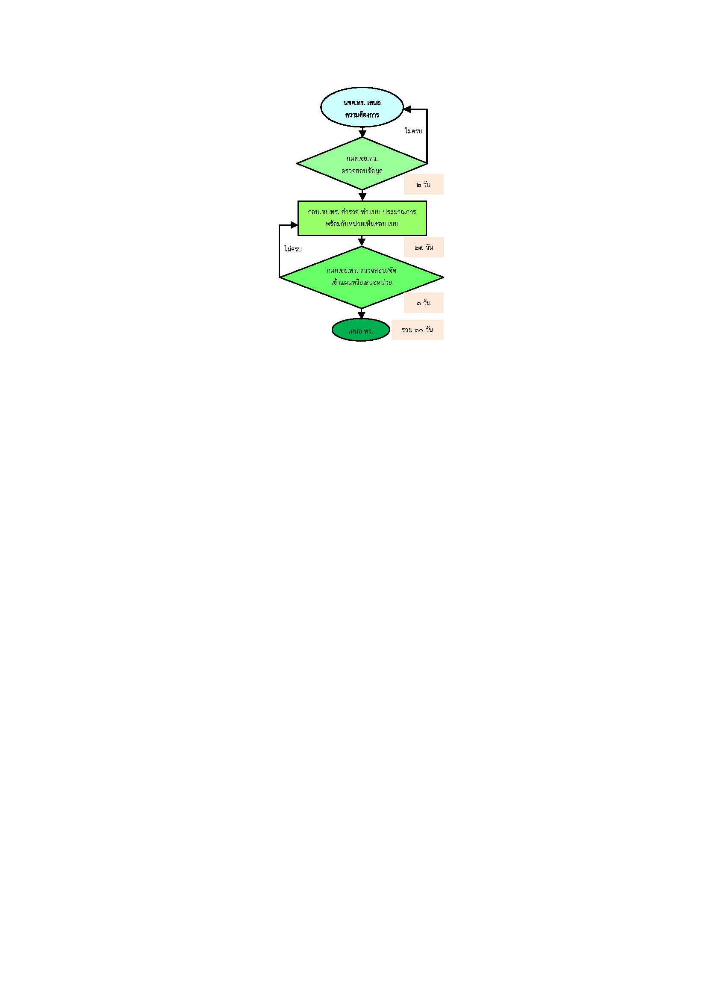 นขต.ทร. เสนอ
ความต้องการ
ไม่ครบ
กผค.ชย.ทร.
ตรวจสอบข้อมูล
๒ วัน
กอบ.ชย.ทร. สำรวจ ทำแบบ ประมาณการ
พร้อมกับหน่วยเห็นชอบแบบ
๒๕ วัน
ไม่ครบ
กผค.ชย.ทร. ตรวจสอบ/จัด
เข้าแผนหรือเสนอหน่วย
๓ วัน
เสนอ ทร.
รวม ๓๐ วัน